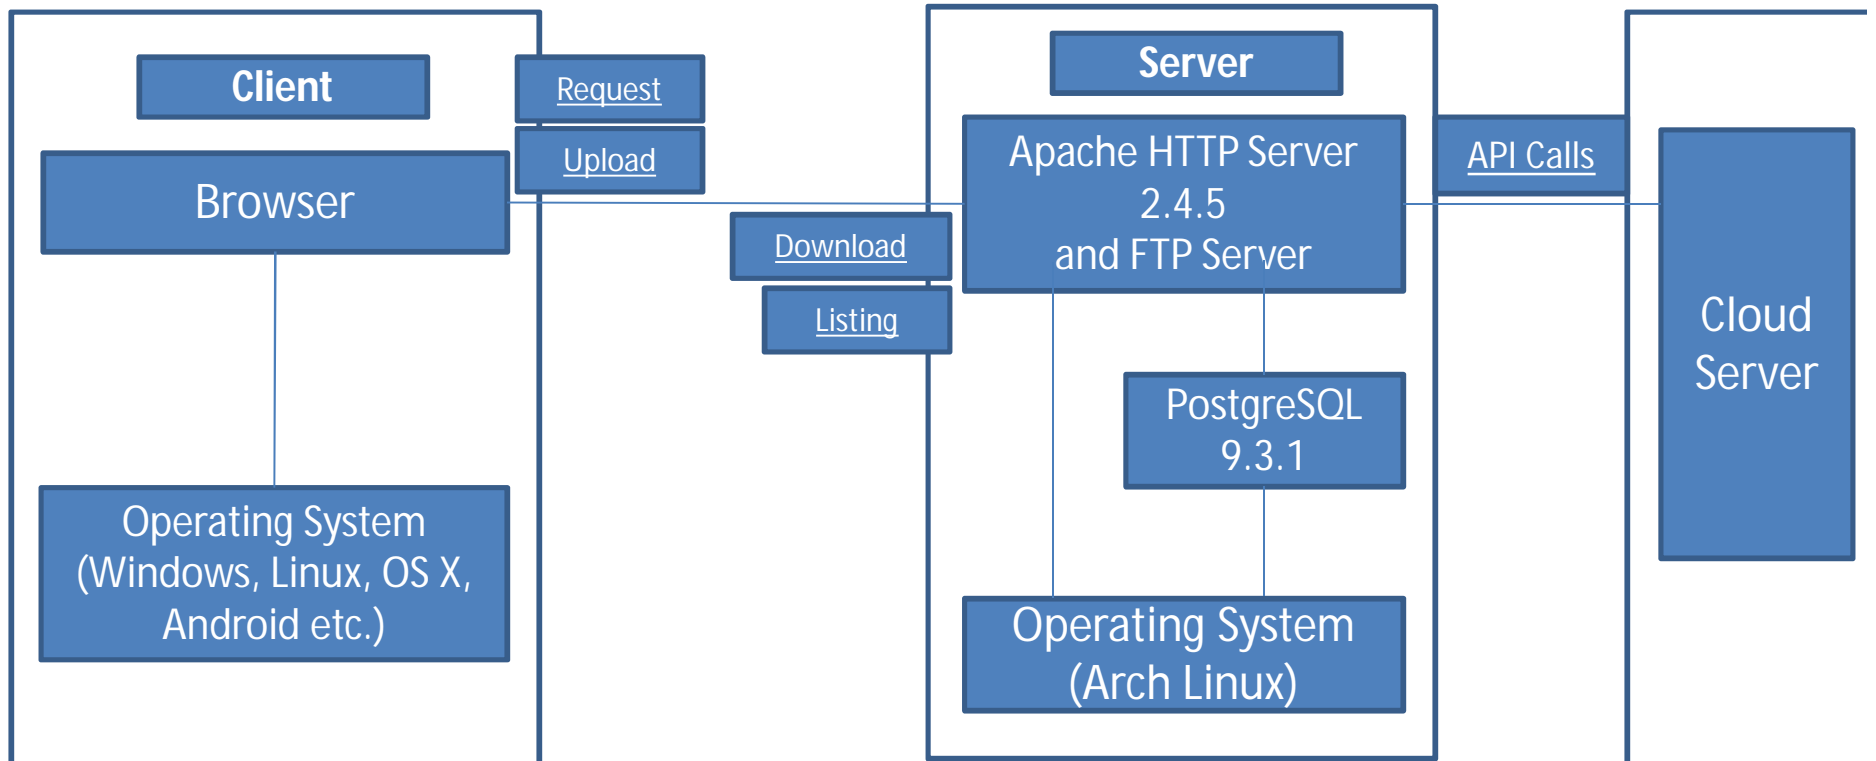 Client
Request
Upload
Browser
Operating System
(Windows, Linux, OS X,
Android etc.)
Download
Listing
Server
Apache HTTP Server
2.4.5
and FTP Server
PostgreSQL
9.3.1
Operating System
(Arch Linux)
API Calls
Cloud
Server